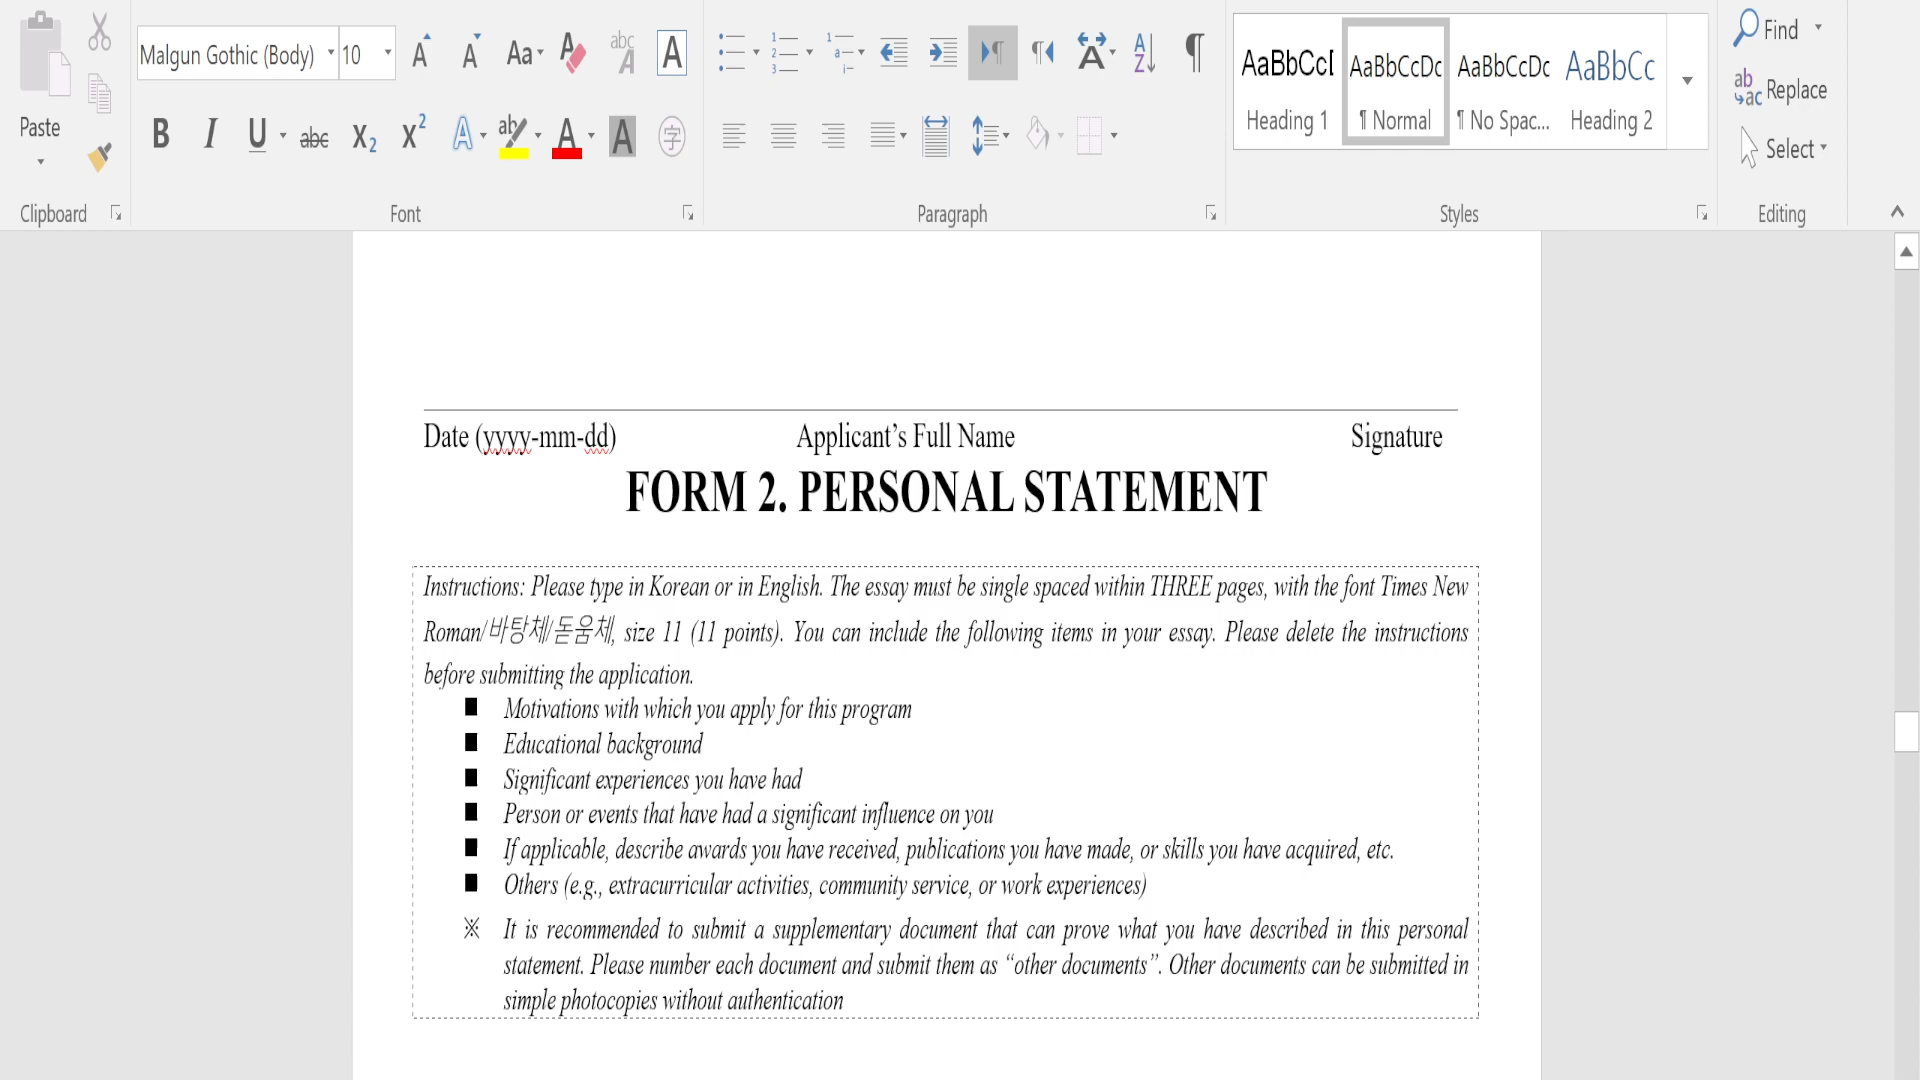 Malgun Gothic (Body) 10 Aa abc A A
AaBbCcI AaBbCcDc AaBbCcDc AaBbCc
Heading 1 ¶ Normal ¶ No Spac... Heading 2
Find
Replace
Select
Paste
B I U abc X₂ X² A ab A A 字
Clipboard Font Paragraph Styles Editing
Date (yyyy-mm-dd) Applicant’s Full Name Signature
FORM 2. PERSONAL STATEMENT
Instructions: Please type in Korean or in English. The essay must be single spaced within THREE pages, with the font Times New
Roman/바탕체/돋움체, size 11 (11 points). You can include the following items in your essay. Please delete the instructions
before submitting the application.
■ Motivations with which you apply for this program
■ Educational background
■ Significant experiences you have had
■ Person or events that have had a significant influence on you
■ If applicable, describe awards you have received, publications you have made, or skills you have acquired, etc.
■ Others (e.g., extracurricular activities, community service, or work experiences)
※ It is recommended to submit a supplementary document that can prove what you have described in this personal
statement. Please number each document and submit them as “other documents”. Other documents can be submitted in
simple photocopies without authentication